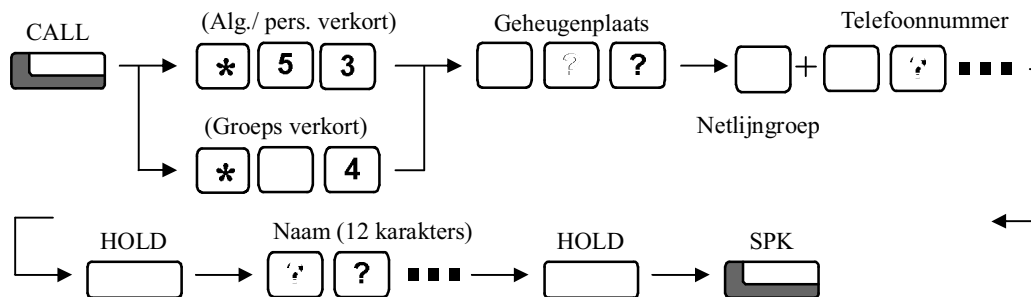 CALL
(Alg./ pers. verkort)
* 5 3
Geheugenplaats
? ?
Telefoonnummer
+
Netlijngroep
(Groeps verkort)
* 4
HOLD
Naam (12 karakters)
?
HOLD
SPK